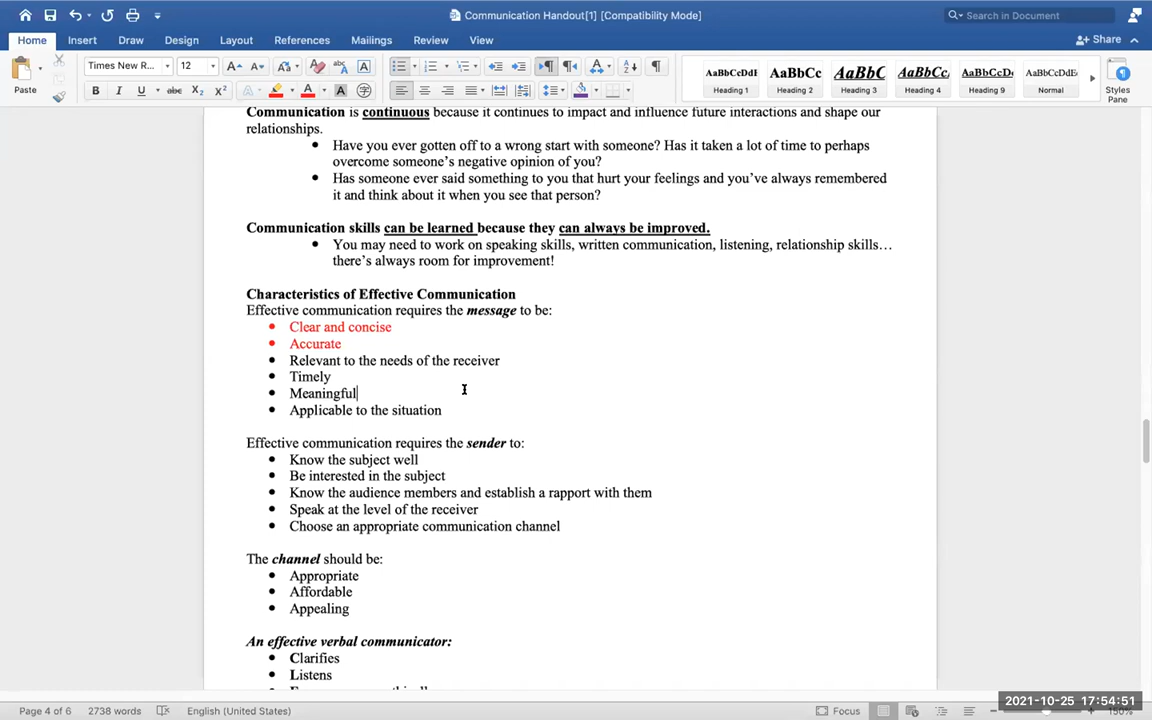 Communication Handout[1] [Compatibility Mode]
Search in Document
Home Insert Draw Design Layout References Mailings Review View
Share
Paste
Times New R... 12
AaBbCcDdE AaBbCc AaBbC AaBbCc. AaBbCcDc AaBbCcDdE
Heading 1 Heading 2 Heading 3 Heading 4 Heading 9 Normal
Styles
Pane
Communication is continuous because it continues to impact and influence future interactions and shape our
relationships.
• Have you ever gotten off to a wrong start with someone? Has it taken a lot of time to perhaps
overcome someone's negative opinion of you?
• Has someone ever said something to you that hurt your feelings and you've always remembered
it and think about it when you see that person?
Communication skills can be learned because they can always be improved.
• You may need to work on speaking skills, written communication, listening, relationship skills…
there's always room for improvement!
Characteristics of Effective Communication
Effective communication requires the message to be:
• Clear and concise
• Accurate
• Relevant to the needs of the receiver
• Timely
• Meaningful
• Applicable to the situation
Effective communication requires the sender to:
• Know the subject well
• Be interested in the subject
• Know the audience members and establish a rapport with them
• Speak at the level of the receiver
• Choose an appropriate communication channel
The channel should be:
• Appropriate
• Affordable
• Appealing
An effective verbal communicator:
• Clarifies
• Listens
2021-10-25 17:54:51
Page 4 of 6 2738 words English (United States) Focus